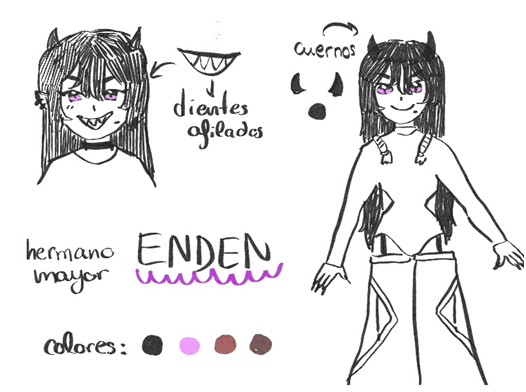 cuernos
dientes
afilados
hermano
mayor
ENDEN
colores: